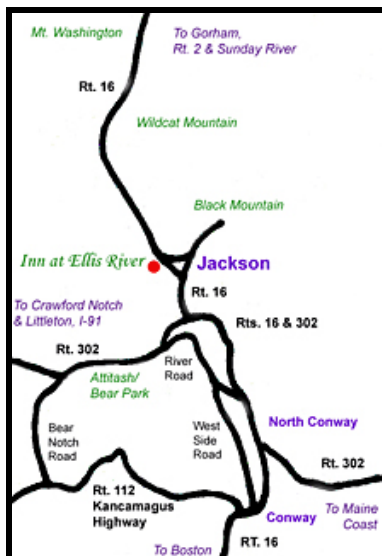 Mt. Washington
To Gorham,
Rt. 2 & Sunday River
Rt. 16
Wildcat Mountain
Black Mountain
Inn at Ellis River
Jackson
To Crawford Notch
& Littleton, I-91
Rt. 16
Rts. 16 & 302
Rt. 302
River
Road
Attitash/
Bear Park
North Conway
Bear
Notch
Road
West
Side
Road
Rt. 302
Rt. 112
Kancamagus
Highway
Conway
To Maine
Coast
RT. 16
To Boston